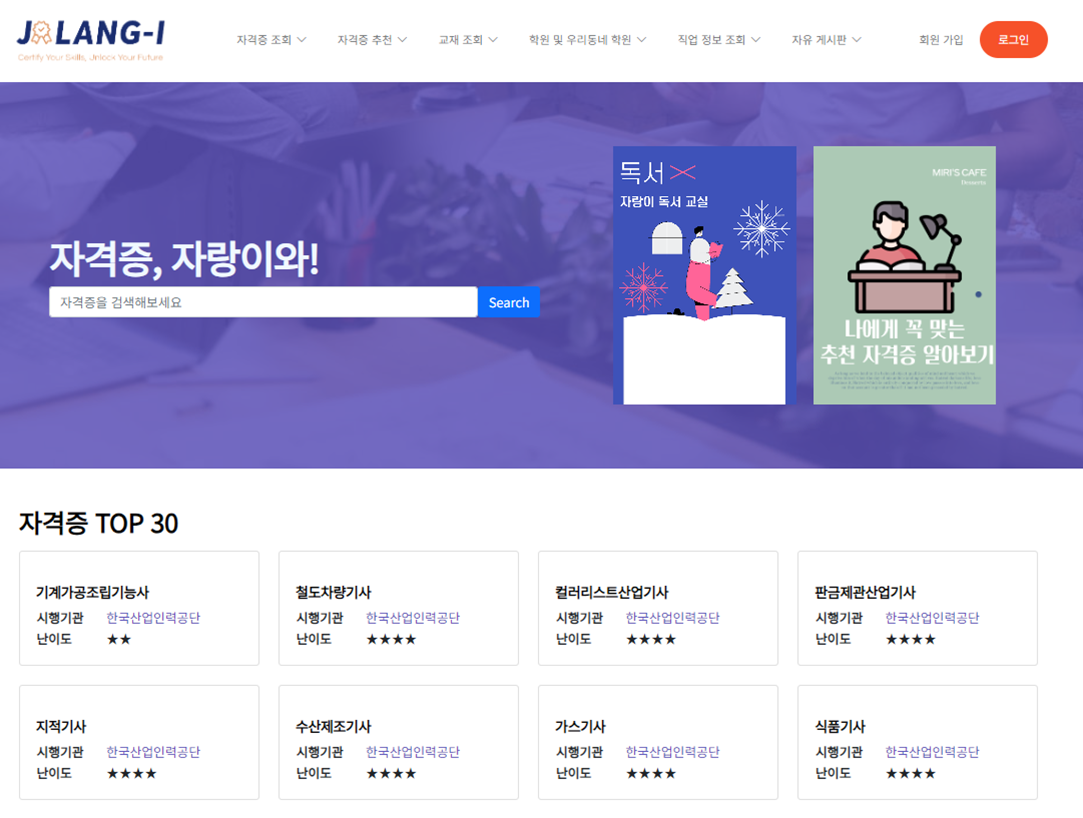 JALANG-I
Certify Your Skills, Unlock Your Future
자격증 조회
자격증 추천
교재 조회
학원 및 우리동네 학원
직업 정보 조회
자유 게시판
회원 가입
로그인
자격증, 자랑이와!
자격증을 검색해보세요
Search
독서
자랑이 독서 교실
MIRI'S CAFE
Desserts
나에게 꼭 맞는
추천 자격증 알아보기
자격증 TOP 30
기계가공조립기능사
시행기관 한국산업인력공단
난이도 ★★
철도차량기사
시행기관 한국산업인력공단
난이도 ★★★★
컬러리스트산업기사
시행기관 한국산업인력공단
난이도 ★★★★
판금제관산업기사
시행기관 한국산업인력공단
난이도 ★★★★
지적기사
시행기관 한국산업인력공단
난이도 ★★★★
수산제조기사
시행기관 한국산업인력공단
난이도 ★★★★
가스기사
시행기관 한국산업인력공단
난이도 ★★★★
식품기사
시행기관 한국산업인력공단
난이도 ★★★★